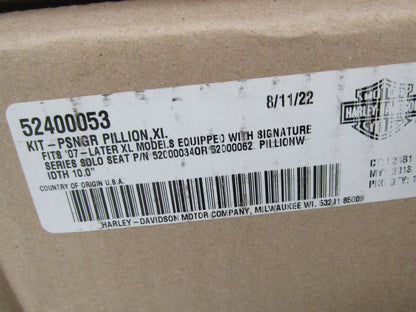 8/11/22
52400053
KIT - PSNGR PILLION,XL
FITS '07-LATER XL MODELS EQUIPPED WITH SIGNATURE
SERIES SOLO SEAT P/N 52000034OR 52000062. PILLIONW
IDTH 10.0"
COUNTRY OF ORIGIN U.S.A.
HARLEY-DAVIDSON MOTOR COMPANY, MILWAUKEE WI. 53201